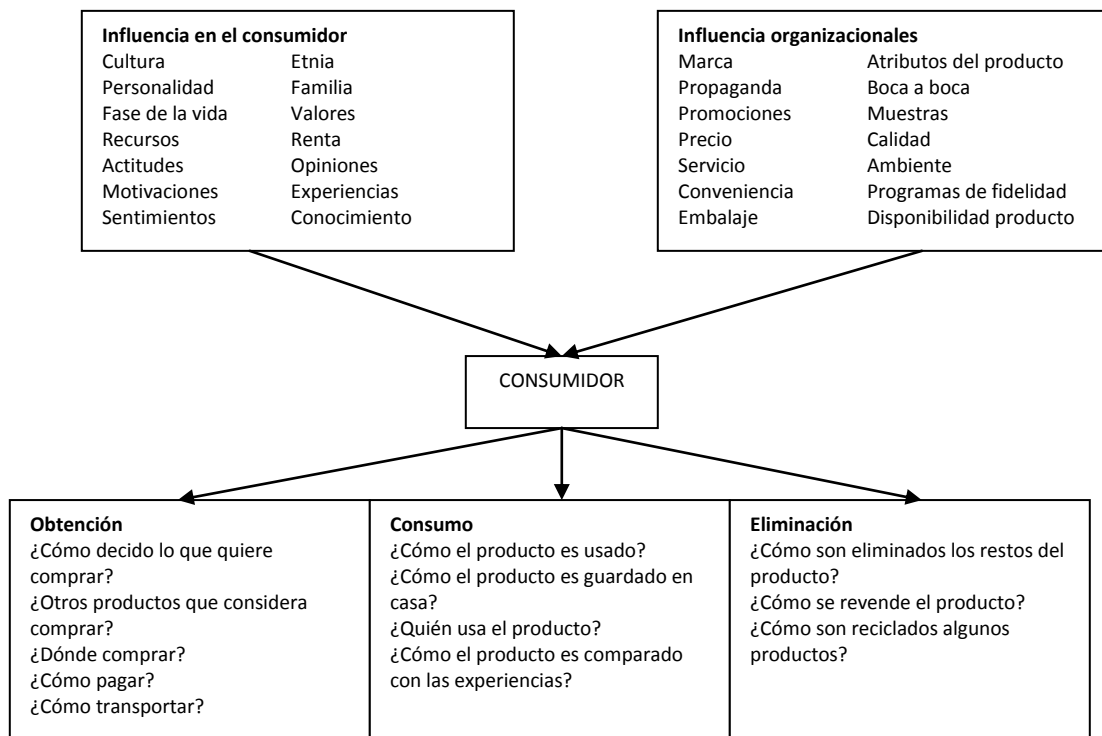 Influencia en el consumidor
Cultura Etnia
Personalidad Familia
Fase de la vida Valores
Recursos Renta
Actitudes Opiniones
Motivaciones Experiencias
Sentimientos Conocimiento
Influencia organizacionales
Marca Atributos del producto
Propaganda Boca a boca
Promociones Muestras
Precio Calidad
Servicio Ambiente
Conveniencia Programas de fidelidad
Embalaje Disponibilidad producto
CONSUMIDOR
Obtención
¿Cómo decido lo que quiere
comprar?
¿Otros productos que considera
comprar?
¿Dónde comprar?
¿Cómo pagar?
¿Cómo transportar?
Consumo
¿Cómo el producto es usado?
¿Cómo el producto es guardado en
casa?
¿Quién usa el producto?
¿Cómo el producto es comparado
con las experiencias?
Eliminación
¿Cómo son eliminados los restos del
producto?
¿Cómo se revende el producto?
¿Cómo son reciclados algunos
productos?